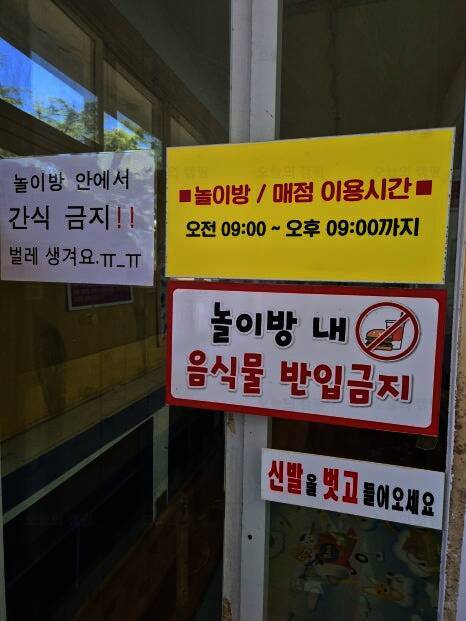 놀이방 안에서
간식 금지!!
벌레 생겨요.ㅠ_ㅠ
■놀이방 / 매점 이용시간■
오전 09:00 ~ 오후 09:00까지
놀이방 내
음식물 반입금지
신발을 벗고 들어오세요